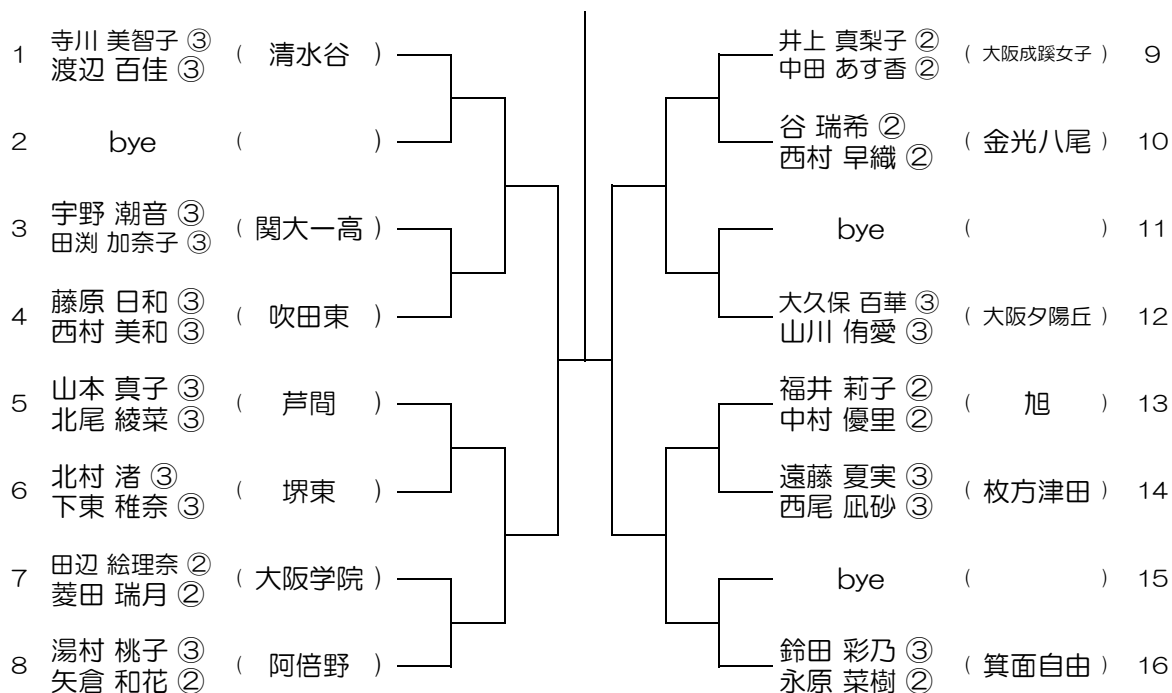 1 寺川 美智子 ③ ( 清水谷 )
渡辺 百佳 ③
2 bye ( )
3 宇野 潮音 ③ ( 関大一高 )
田渕 加奈子 ③
4 藤原 日和 ③ ( 吹田東 )
西村 美和 ③
5 山本 真子 ③ ( 芦間 )
北尾 綾菜 ③
6 北村 渚 ③ ( 堺東 )
下東 稚奈 ③
7 田辺 絵理奈 ② ( 大阪学院 )
菱田 瑞月 ②
8 湯村 桃子 ③ ( 阿倍野 )
矢倉 和花 ②
井上 真梨子 ② ( 大阪成蹊女子 ) 9
中田 あす香 ②
谷 瑞希 ② ( 金光八尾 ) 10
西村 早織 ②
bye ( ) 11
大久保 百華 ③ ( 大阪夕陽丘 ) 12
山川 侑愛 ③
福井 莉子 ② ( 旭 ) 13
中村 優里 ②
遠藤 夏実 ③ ( 枚方津田 ) 14
西尾 凪砂 ③
bye ( ) 15
鈴田 彩乃 ③ ( 箕面自由 ) 16
永原 菜樹 ②